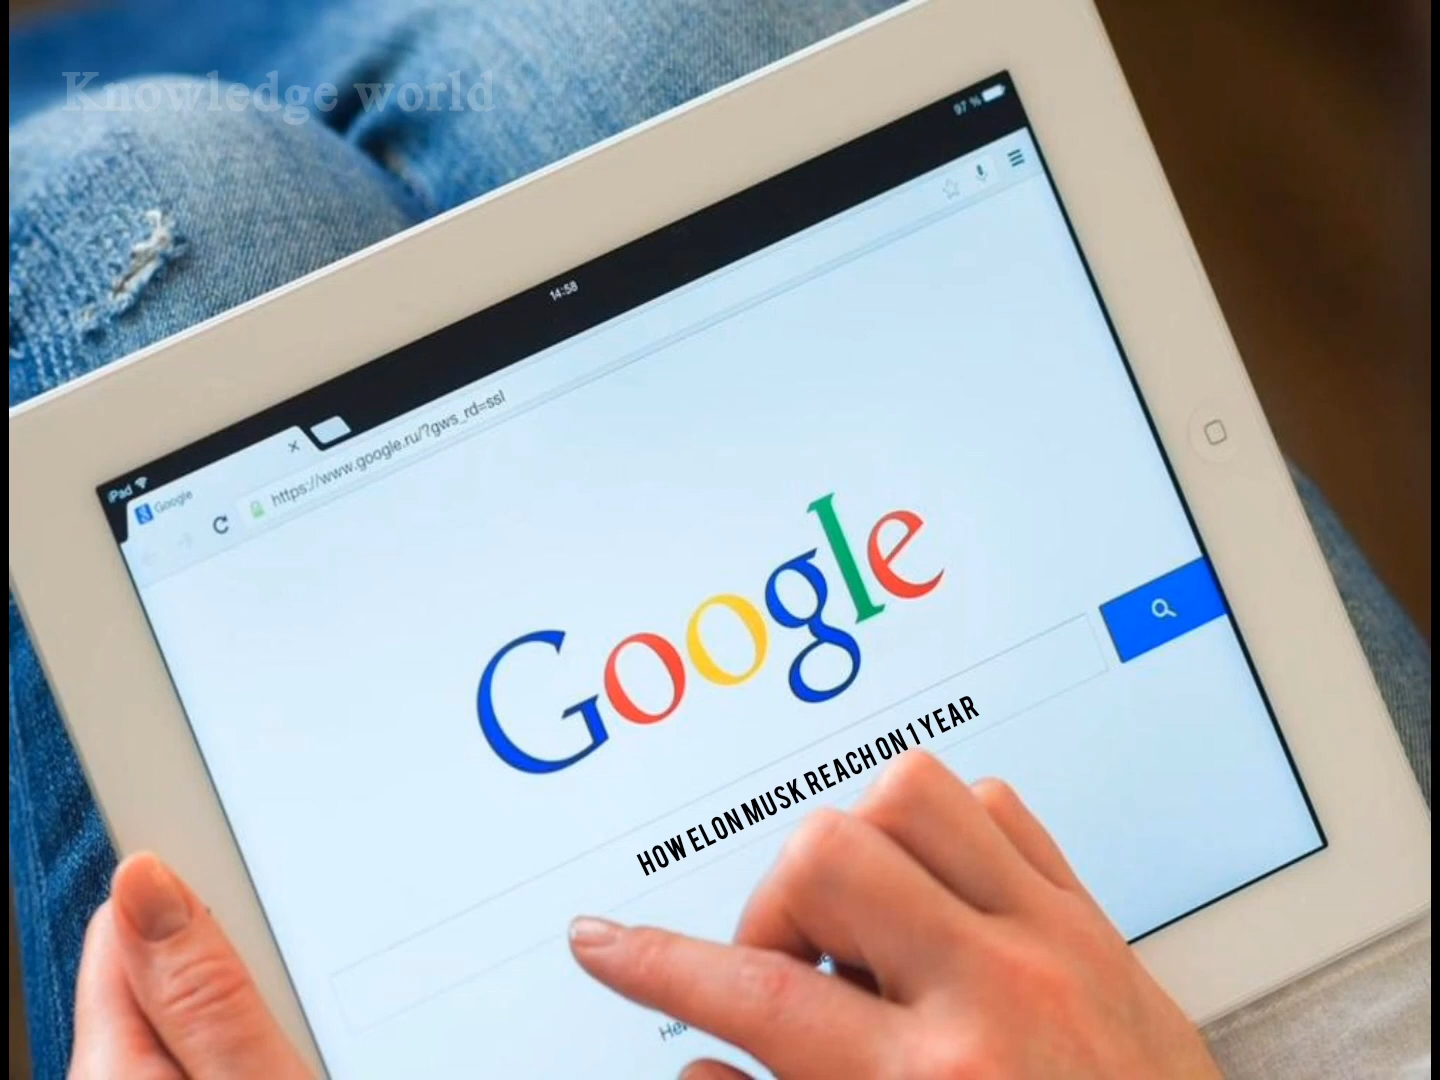 Knowledge world
97 %
14:58
iPad
Google
https://www.google.ru/?gws_rd=ssl
Google
HOW ELON MUSK REACH ON 1 YEAR